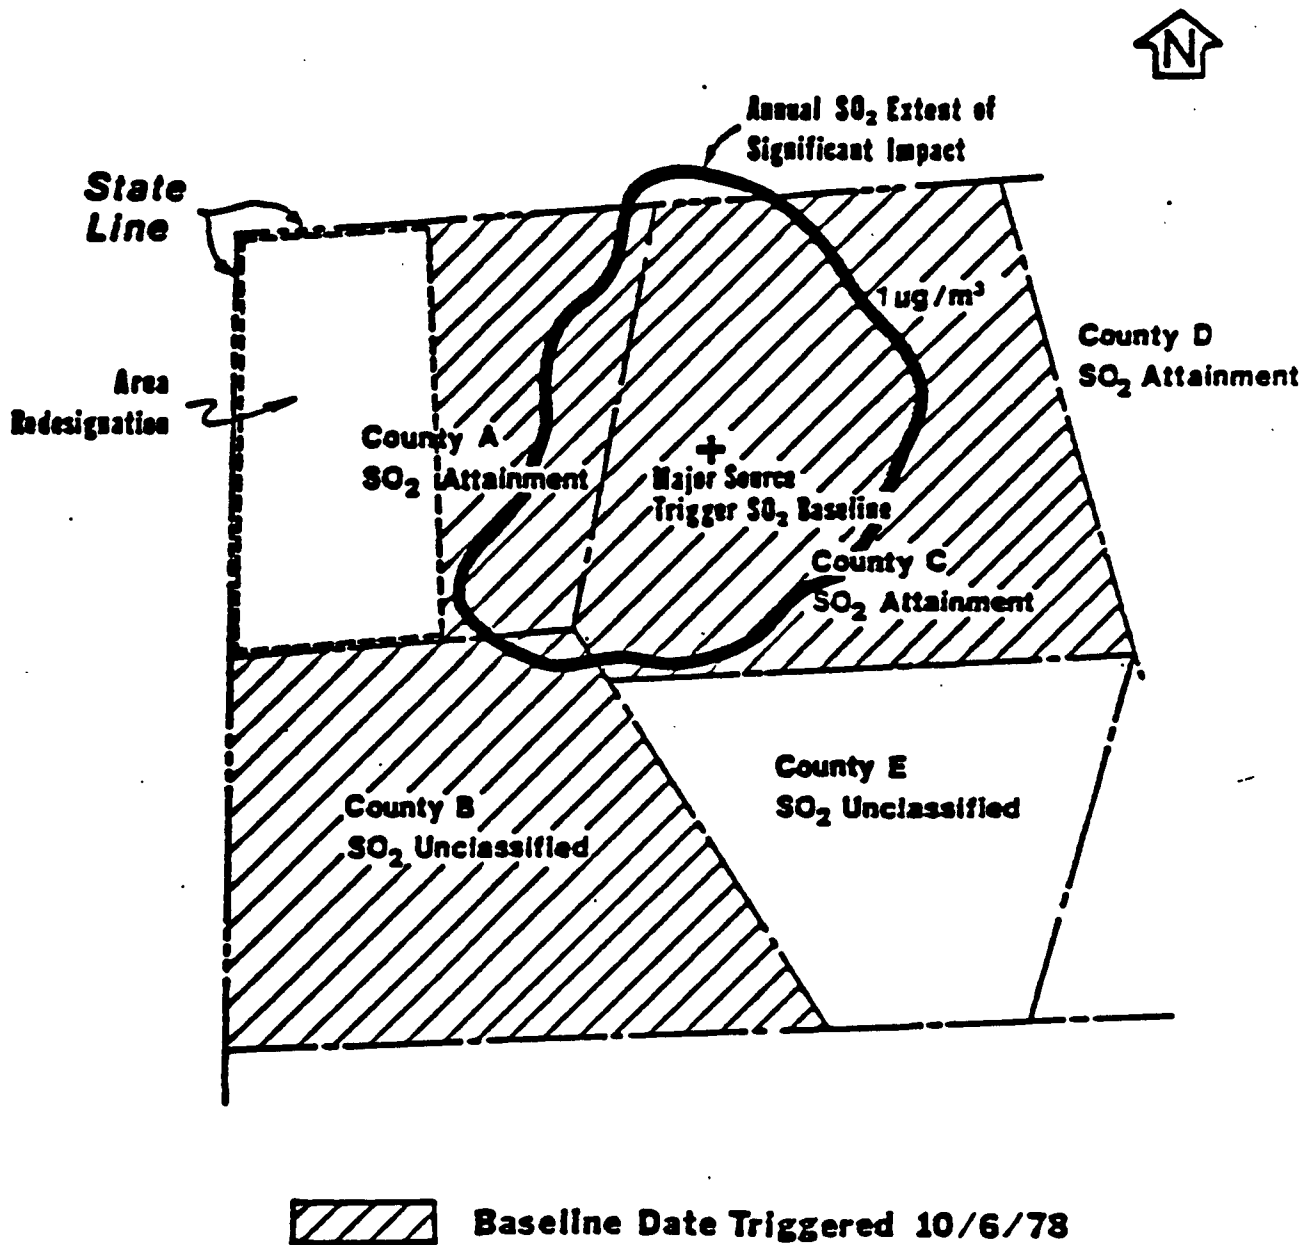 N
Annual SO₂ Extent of
Significant Impact
State
Line
1 ug/m³
County D
SO₂ Attainment
Area
Redesignation
County A
SO₂ Attainment
Major Source
Trigger SO₂ Baseline
County C
SO₂ Attainment
County E
SO₂ Unclassified
County B
SO₂ Unclassified
Baseline Date Triggered 10/6/78